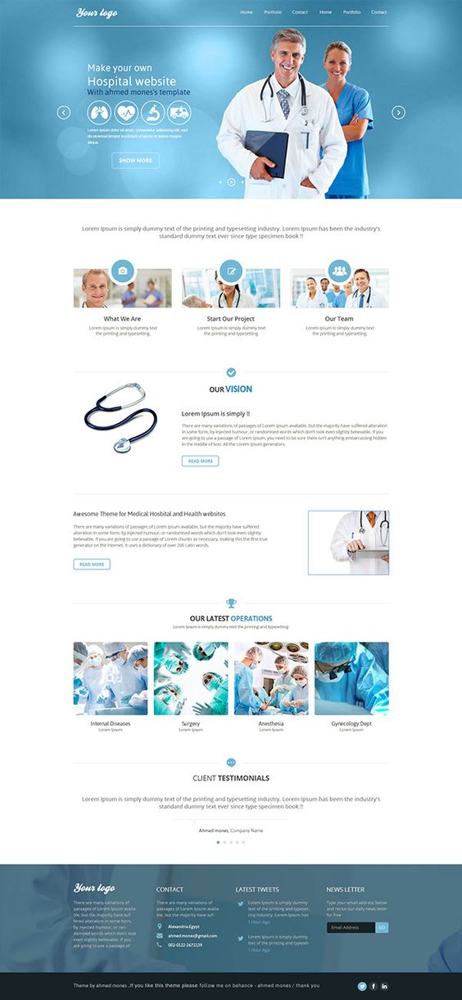 Your logo
Home Portfolio Contact Home Portfolio Contact
Make your own
Hospital website
With ahmed mones's template
Lorem ipsum dolor sit amet, consectetur adipisicing elit, sed
do eiusmod tempor incididunt ut labore et dolore magna
aliqua.
SHOW MORE
Lorem Ipsum is simply dummy text of the printing and typesetting industry. Lorem Ipsum has been the industry's
standard dummy text ever since type specimen book !!
What We Are
Lorem Ipsum is simply dummy text
the printing and typesetting.
Start Our Project
Lorem Ipsum is simply dummy text
the printing and typesetting.
Our Team
Lorem Ipsum is simply dummy text
the printing and typesetting.
OUR VISION
Lorem Ipsum is simply !!
There are many variations of passages of Lorem Ipsum available, but the majority have suffered alteration
in some form, by injected humour, or randomised words which don't look even slightly believable. If you
are going to use a passage of Lorem Ipsum, you need to be sure there isn't anything embarrassing hidden
in the middle of text. All the Lorem Ipsum generators.
READ MORE
Awesome Theme for Medical Hosbital and Health websites
There are many variations of passages of Lorem Ipsum available, but the majority have suffered
alteration in some form, by injected humour, or randomised words which don't look even slightly
believable. If you are going to use a passage of Lorem chunks as necessary, making this the first true
generator on the Internet. It uses a dictionary of over 200 Latin words.
READ MORE
OUR LATEST OPERATIONS
Lorem Ipsum is simply dummy text of the printing and typesetting.
Internal Diseases
Lorem Ipsum
Surgery
Lorem Ipsum
Anesthesia
Lorem Ipsum
Gynecology Dept
Lorem Ipsum
CLIENT TESTIMONIALS
Lorem Ipsum is simply dummy text of the printing and typesetting industry. Lorem Ipsum has been the industry's
standard dummy text ever since type specimen book !!
Ahmed mones, Company Name
Your logo
There are many variations of
passages of Lorem Ipsum availa-
ble, but the majority have suf-
fered alteration in some form, by
injected humour, or randomised
words which don't look even
slightly believable. If you are
going to use a passage of Lorem
Ipsum
CONTACT
There are many variations of
passages of Lorem Ipsum availa-
ble, but the majority have suf-
Alexandria.Egypt
ahmed.mones@gmail.com
002-0122-2671139
LATEST TWEETS
Lorem Ipsum is simply dummy
text of the printing and typeset-
ting.
1 Hour Ago
Lorem Ipsum is simply dummy
text of the printing and typeset-
1 Hour Ago
NEWS LETTER
Type your email address below
and recive our daily news letter
for free
Email Address GO
Theme by ahmed mones ..If you like this theme please follow me on behance - ahmed mones / thank you